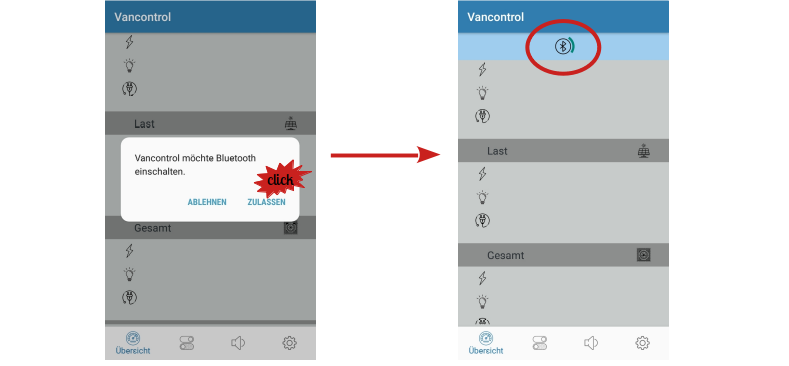 Vancontrol
Last
Vancontrol möchte Bluetooth
einschalten.
click
ABLEHNEN ZULASSEN
Gesamt
Übersicht
Vancontrol
Last
Gesamt
Übersicht